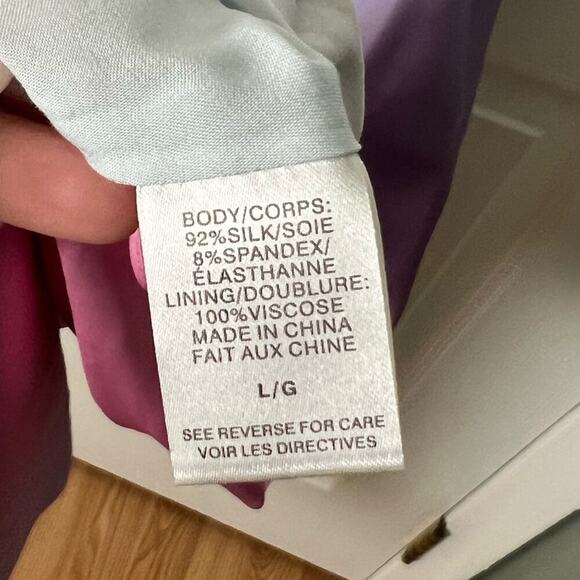 BODY/CORPS:
92%SILK/SOIE
8%SPANDEX/
ÉLASTHANNE
LINING/DOUBLURE:
100%VISCOSE
MADE IN CHINA
FAIT AUX CHINE
L/G
SEE REVERSE FOR CARE
VOIR LES DIRECTIVES